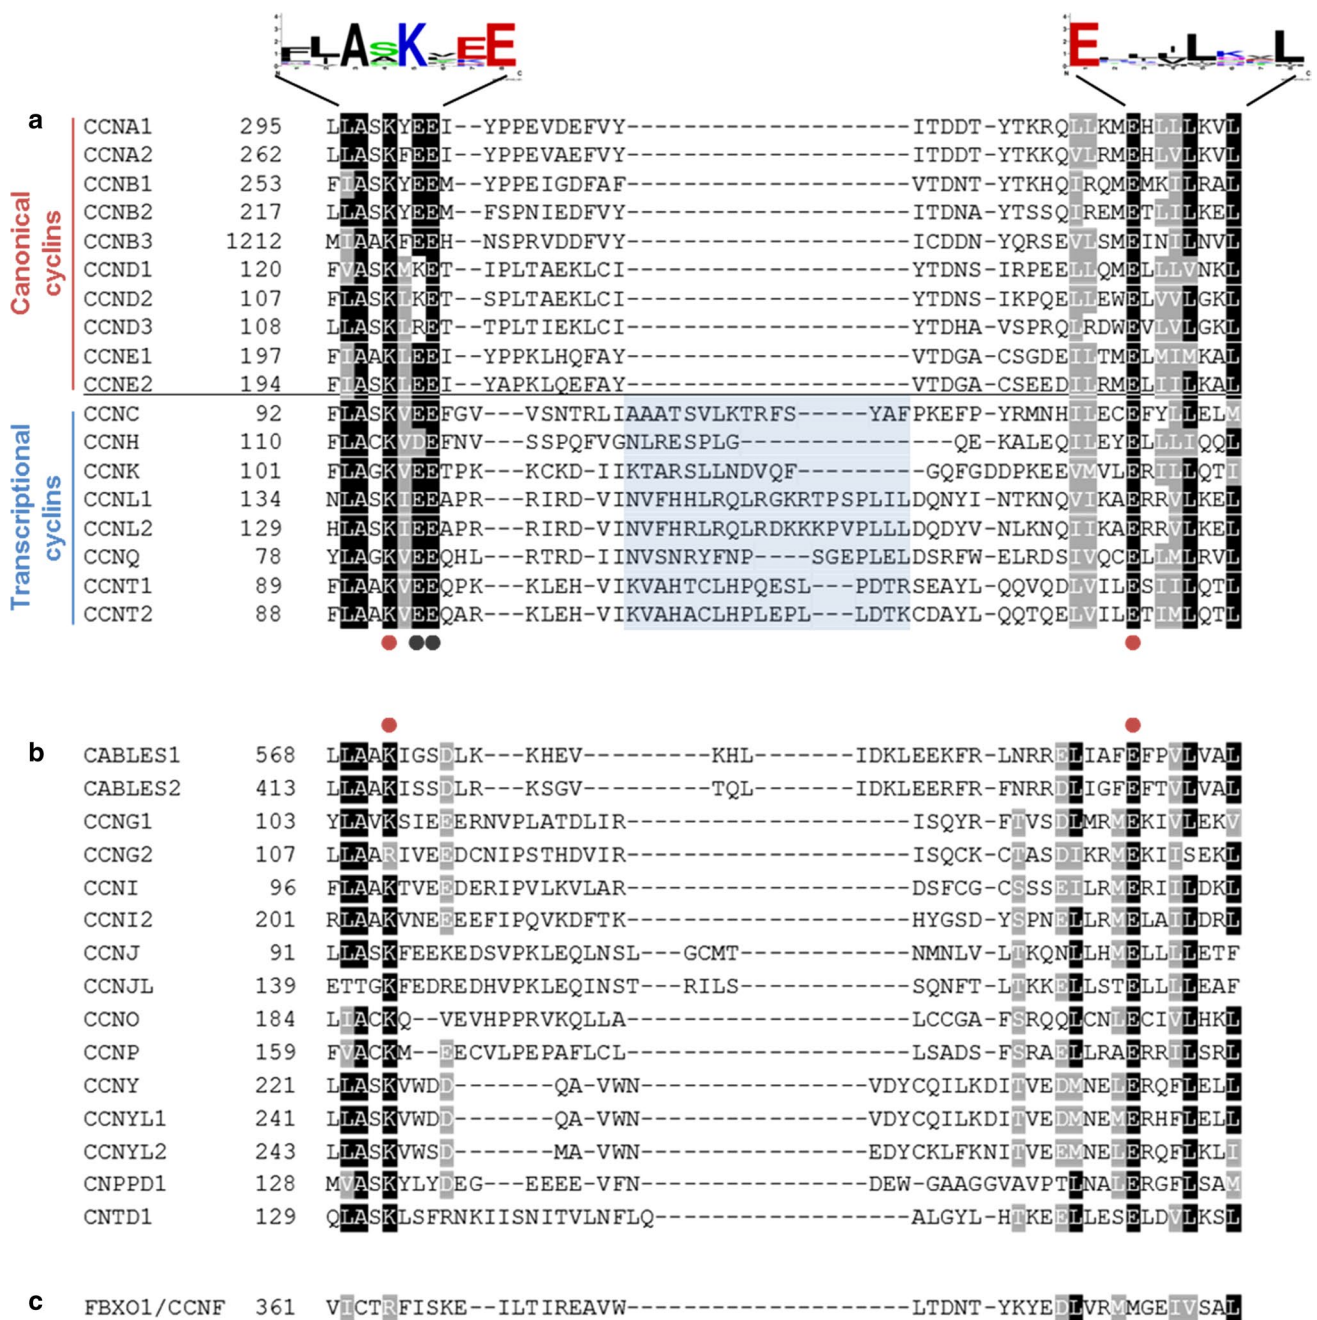 FLASKVEE
E L K L
a
Canonical cyclins
CCNA1 295 LLASKYEEI--YPPEVDEFVY--------------------ITDDT-YTKRQLLKMEHLLLKVL
CCNA2 262 LLASKFEEI--YPPEVAEFVY--------------------ITDDT-YTKKQVLRMEHLVLKVL
CCNB1 253 FIASKYEEM--YPPEIGDFAF--------------------VTDNT-YTKHQIRQMEMKILRAL
CCNB2 217 LLASKYEEM--FSPNIEDFVY--------------------ITDNA-YTSSQIREMETLILKEL
CCNB3 1212 MIAAKFEEH--NSPRVDDFVY--------------------ICDDN-YQRSEVLSMEINILNVL
CCND1 120 FVASKMKET--IPLTAEKLCI--------------------YTDNS-IRPEELLQMELLLVNKL
CCND2 107 FLASKLKET--SPLTAEKLCI--------------------YTDNS-IKPQELLEWELVVLGKL
CCND3 108 LLASKLRET--TPLTIEKLCI--------------------YTDHA-VSPRQLRDWEVLVLGKL
CCNE1 197 FIAAKLEEI--YPPKLHQFAY--------------------VTDGA-CSGDEILTMELMIMKAL
CCNE2 194 FIASKLEEI--YAPKLQEFAY--------------------VTDGA-CSEEDILRMELIILKAL
Transcriptional cyclins
CCNC 92 FLASKVEEFGV---VSNTRLIAAATSVLKTRFS-----YAFPKEFP-YRMNHILECEFYLLELM
CCNH 110 FLACKVDEFNV---SSPQFVGNLRESPLG---------------QE-KALEQILEYELLLIQQL
CCNK 101 FLAGKVEETPK---KCKD-IIKTARSLLNDVQF---------GQFGDDPKEEVMVLERILLQTI
CCNL1 134 NLASKIEEAPR---RIRD-VINVFHHLRQLRGKRTPSPLILDQNYI-NTKNQVIKAERRVLKEL
CCNL2 129 HLASKIEEAPR---RIRD-VINVFHRLRQLRDKKKPVPLLLDQDYV-NLKNQIIKAERRVLKEL
CCNQ 78 YLAGKVEEQHL---RTRD-IINVSNRYFNP----SGEPLELDSRFW-ELRDSIVQCELLMLRVL
CCNT1 89 FLAAKVEEQPK---KLEH-VIKVAHTCLHPQESL---PDTRSEAYL-QQVQDLVILESIILQTL
CCNT2 88 FLAAKVEEQAR---KLEH-VIKVAHACLHPLEPL---LDTKCDAYL-QQTQELVILETIMLQTL
b
CABLES1 568 LLAAKIGSDLK---KHEV---------KHL-------IDKLEEKFR-LNRRELIAFEFPVLVAL
CABLES2 413 LLAAKISSDLR---KSGV---------TQL-------IDKLEERFR-FNRRDLIGFEFTVLVAL
CCNG1 103 YLAVKSIEEERNVPLATDLIR--------------------ISQYR-FTVSDLMRMEKIVLEKV
CCNG2 107 LLAARIVEEDCNIPSTHDVIR--------------------ISQCK-CTASDIKRMEKIISEKL
CCNI 96 FLAAKTVEEDERIPVLKVLAR--------------------DSFCG-CSSSEILRMERIILDKL
CCNI2 201 RLAAKVNEEEEFIPQVKDFTK--------------------HYGSD-YSPNELLRMELAILDRL
CCNJ 91 LLASKFEEKEDSVPKLEQLNSL---GCMT------------NMNLV-LTKQNLLHMELLLLETF
CCNJL 139 ETTGKFEDREDHVPKLEQINST---RILS------------SQNFT-LTKKELLSTELLLLEAF
CCNO 184 LIACKQ--VEVHPPRVKQLLA--------------------LCCGA-FSRQQLCNLECIVLHKL
CCNP 159 FVACKM--EECVLPEPAFLCL--------------------LSADS-FSRAELLRAERRILSRL
CCNY 221 LLASKVWDD-------QA-VWN----------------VDYCQILKDITVEDMNELERQFLELL
CCNYL1 241 LLASKVWDD-------QA-VWN----------------VDYCQILKDITVEDMNEMERHFLELL
CCNYL2 243 LLASKVWSD-------MA-VWN----------------EDYCKLFKNITVEEMNELERQFLKLI
CNPPD1 128 MVASKYLYDEG---EEEE-VFN----------------DEW-GAAGGVAVPTLNALERGFLSAM
CNTD1 129 QLASKLSFRNKIISNITVLNFLQ------------------ALGYL-HTKEELLESELDVLKSL
c
FBXO1/CCNF 361 VICTRFISKE--ILTIREAVW--------------------LTDNT-YKYEDLVRMMGEIVSAL